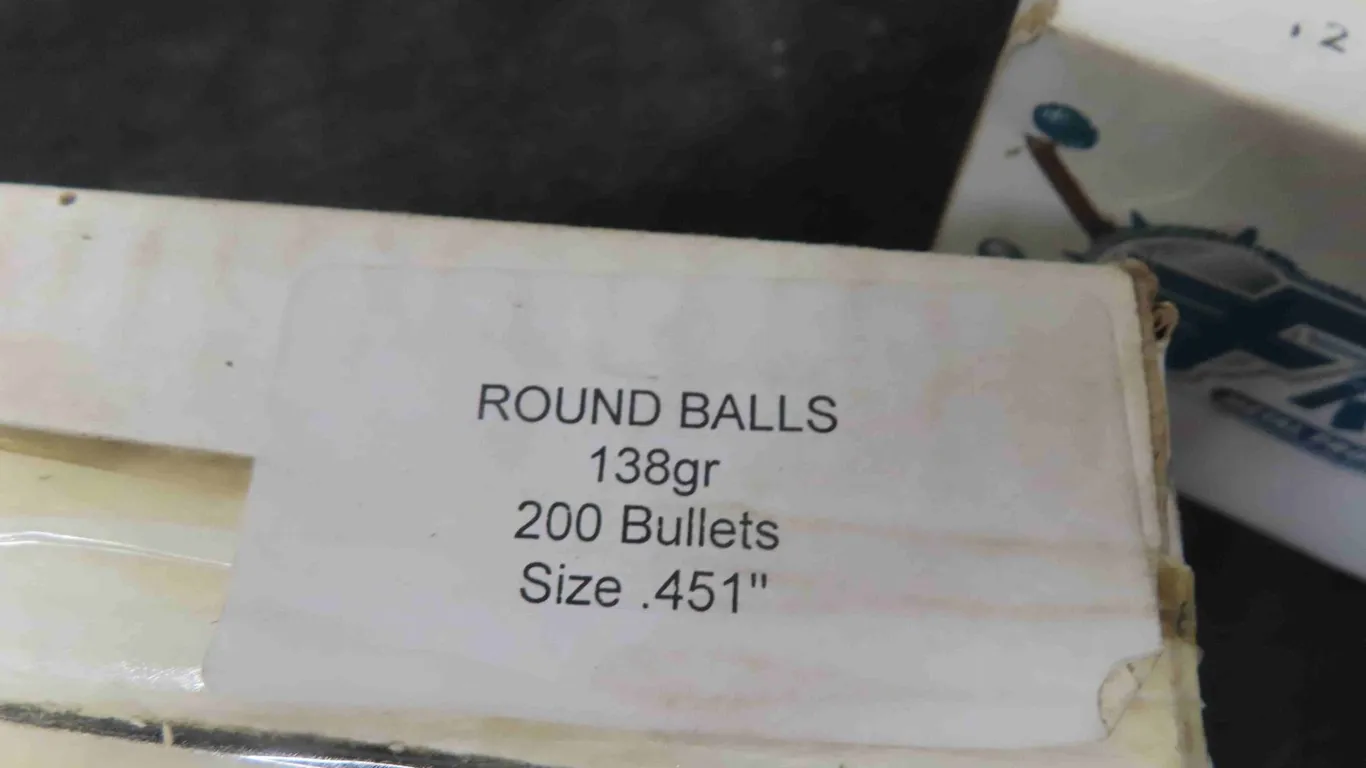 ROUND BALLS
138gr
200 Bullets
Size .451"